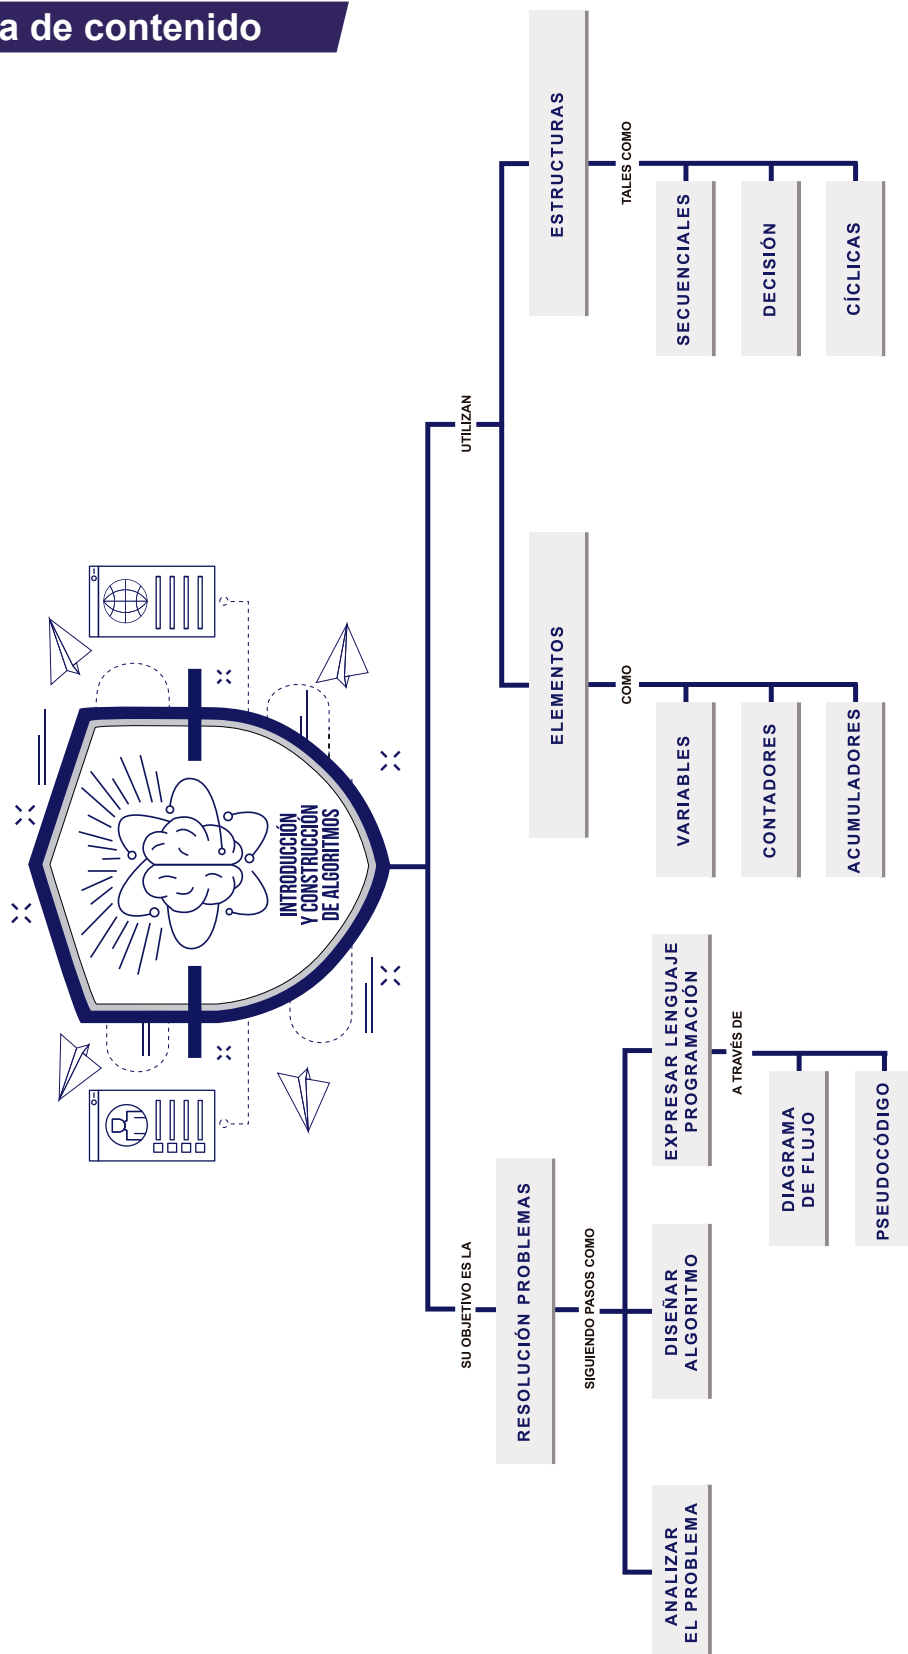 a de contenido
INTRODUCCIÓN
Y CONSTRUCCIÓN
DE ALGORITMOS
SU OBJETIVO ES LA
RESOLUCIÓN PROBLEMAS
SIGUIENDO PASOS COMO
ANALIZAR
EL PROBLEMA
DISEÑAR
ALGORITMO
EXPRESAR LENGUAJE
PROGRAMACIÓN
A TRAVÉS DE
DIAGRAMA
DE FLUJO
PSEUDOCÓDIGO
UTILIZAN
ELEMENTOS
COMO
VARIABLES
CONTADORES
ACUMULADORES
ESTRUCTURAS
TALES COMO
SECUENCIALES
DECISIÓN
CÍCLICAS